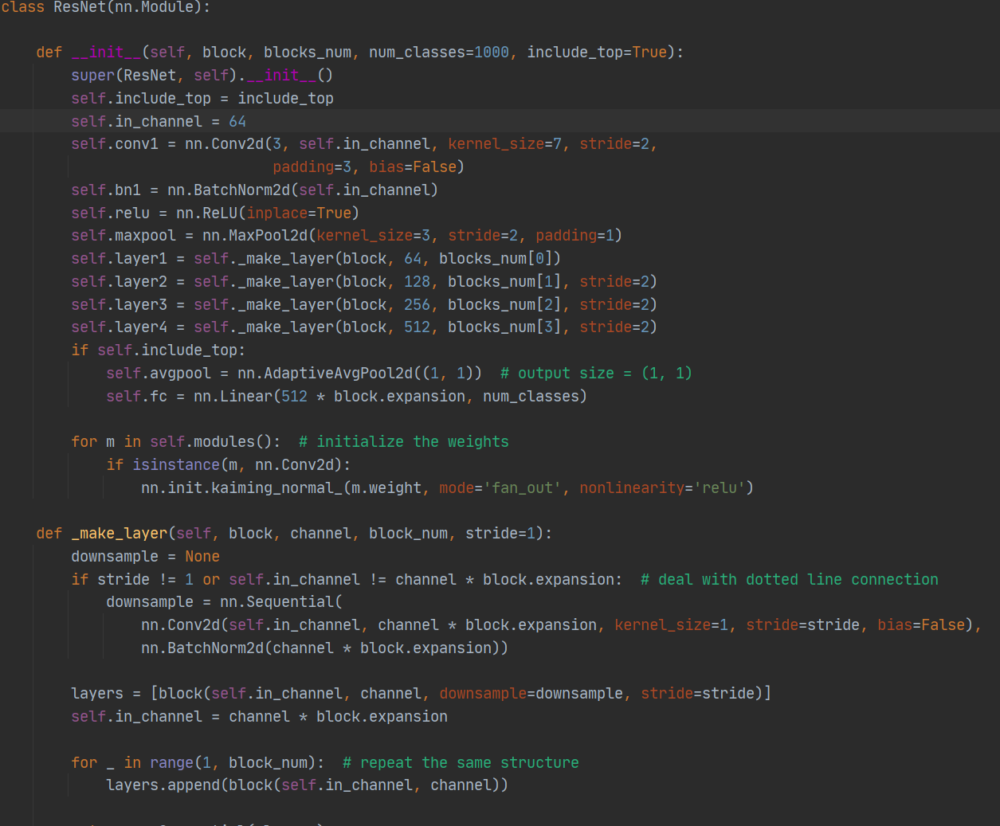 class ResNet(nn.Module):
def __init__(self, block, blocks_num, num_classes=1000, include_top=True):
super(ResNet, self).__init__()
self.include_top = include_top
self.in_channel = 64
self.conv1 = nn.Conv2d(3, self.in_channel, kernel_size=7, stride=2,
padding=3, bias=False)
self.bn1 = nn.BatchNorm2d(self.in_channel)
self.relu = nn.ReLU(inplace=True)
self.maxpool = nn.MaxPool2d(kernel_size=3, stride=2, padding=1)
self.layer1 = self._make_layer(block, 64, blocks_num[0])
self.layer2 = self._make_layer(block, 128, blocks_num[1], stride=2)
self.layer3 = self._make_layer(block, 256, blocks_num[2], stride=2)
self.layer4 = self._make_layer(block, 512, blocks_num[3], stride=2)
if self.include_top:
self.avgpool = nn.AdaptiveAvgPool2d((1, 1))  # output size = (1, 1)
self.fc = nn.Linear(512 * block.expansion, num_classes)
for m in self.modules():  # initialize the weights
if isinstance(m, nn.Conv2d):
nn.init.kaiming_normal_(m.weight, mode='fan_out', nonlinearity='relu')
def _make_layer(self, block, channel, block_num, stride=1):
downsample = None
if stride != 1 or self.in_channel != channel * block.expansion:  # deal with dotted line connection
downsample = nn.Sequential(
nn.Conv2d(self.in_channel, channel * block.expansion, kernel_size=1, stride=stride, bias=False),
nn.BatchNorm2d(channel * block.expansion))
layers = [block(self.in_channel, channel, downsample=downsample, stride=stride)]
self.in_channel = channel * block.expansion
for _ in range(1, block_num):  # repeat the same structure
layers.append(block(self.in_channel, channel))